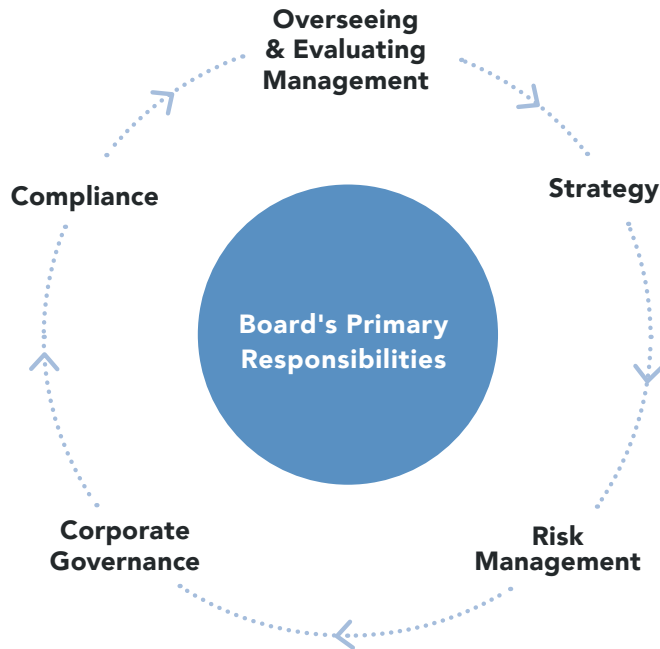 Overseeing
& Evaluating
Management
Strategy
Risk
Management
Corporate
Governance
Compliance
Board's Primary
Responsibilities